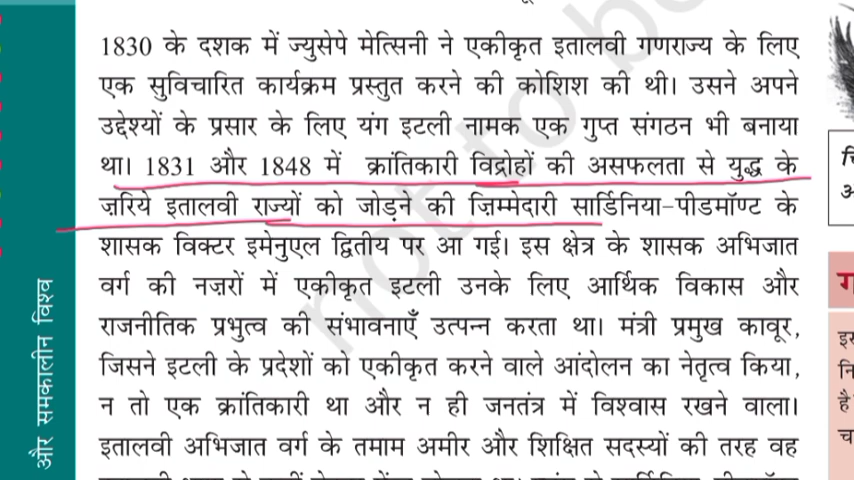 1830 के दशक में ज्युसेपे मेत्सिनी ने एकीकृत इतालवी गणराज्य के लिए
एक सुविचारित कार्यक्रम प्रस्तुत करने की कोशिश की थी। उसने अपने
उद्देश्यों के प्रसार के लिए यंग इटली नामक एक गुप्त संगठन भी बनाया
था। 1831 और 1848 में क्रांतिकारी विद्रोहों की असफलता से युद्ध के
ज़रिये इतालवी राज्यों को जोड़ने की ज़िम्मेदारी सार्डिनिया-पीडमॉण्ट के
शासक विक्टर इमेनुएल द्वितीय पर आ गई। इस क्षेत्र के शासक अभिजात
वर्ग की नज़रों में एकीकृत इटली उनके लिए आर्थिक विकास और
राजनीतिक प्रभुत्व की संभावनाएँ उत्पन्न करता था। मंत्री प्रमुख कावूर,
जिसने इटली के प्रदेशों को एकीकृत करने वाले आंदोलन का नेतृत्व किया,
न तो एक क्रांतिकारी था और न ही जनतंत्र में विश्वास रखने वाला।
इतालवी अभिजात वर्ग के तमाम अमीर और शिक्षित सदस्यों की तरह वह
और समकालीन विश्व
not to be